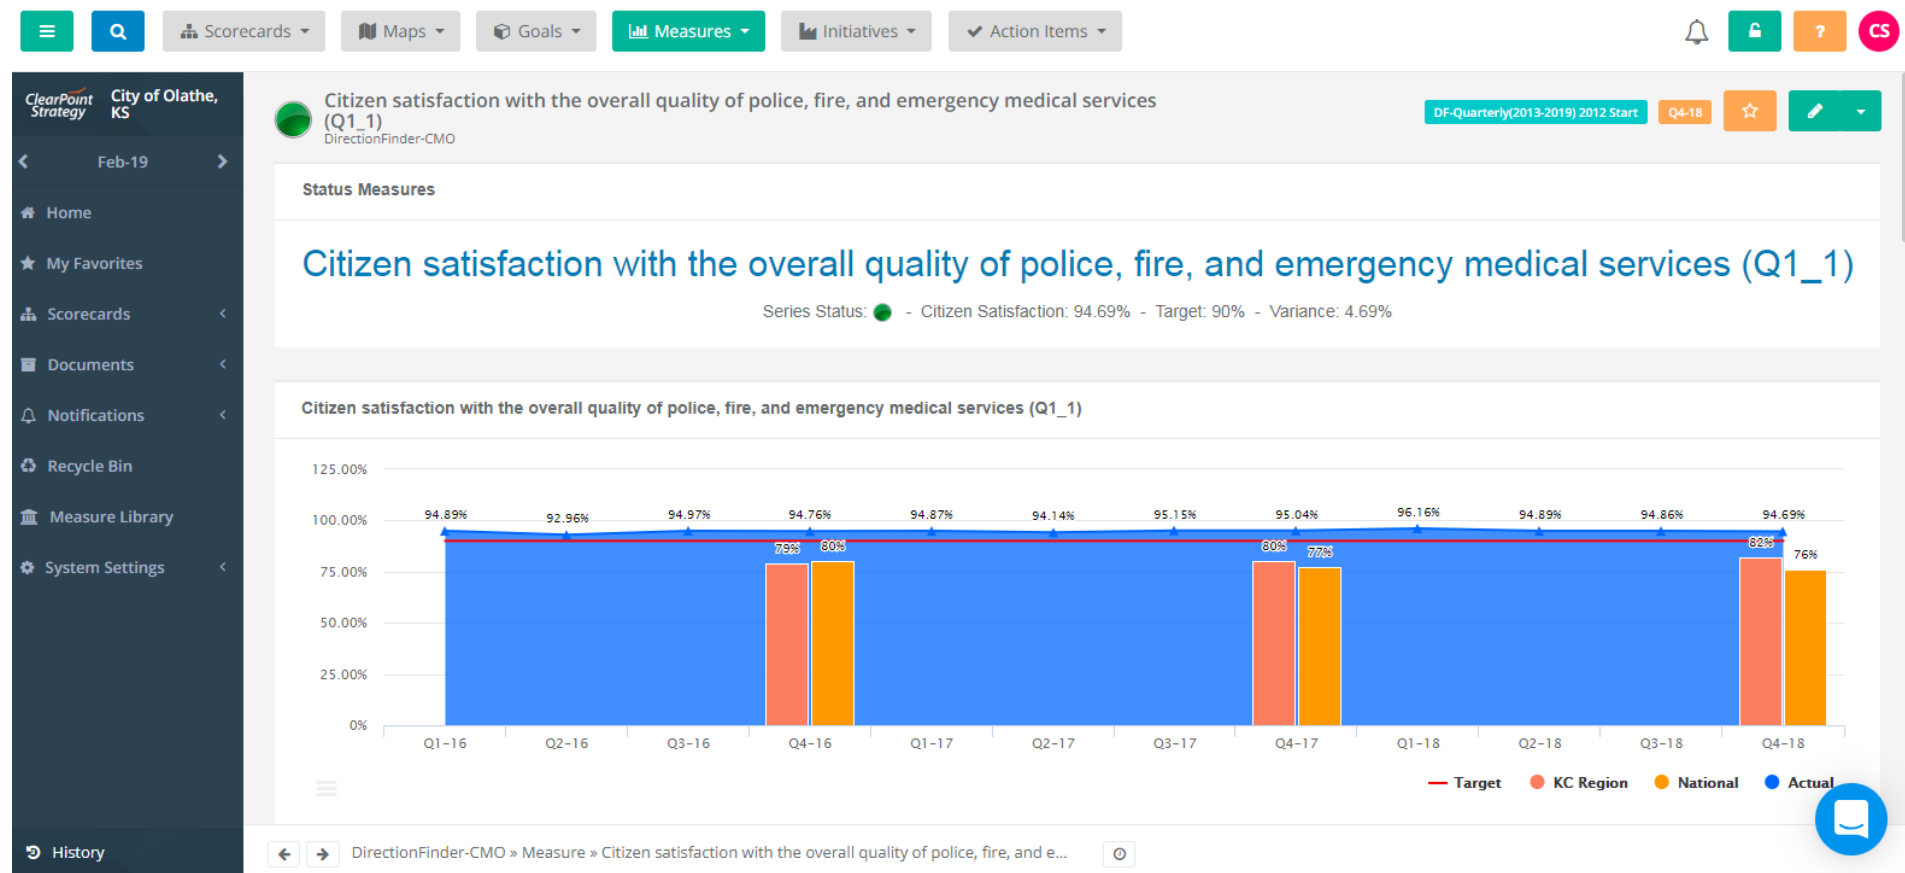 Scorecards
Maps
Goals
Measures
Initiatives
Action Items
?
CS
ClearPoint
Strategy
City of Olathe,
KS
Feb-19
Home
My Favorites
Scorecards
Documents
Notifications
Recycle Bin
Measure Library
System Settings
History
Citizen satisfaction with the overall quality of police, fire, and emergency medical services
(Q1_1)
DirectionFinder-CMO
DF-Quarterly(2013-2019) 2012 Start
Q4-18
Status Measures
Citizen satisfaction with the overall quality of police, fire, and emergency medical services (Q1_1)
Series Status: - Citizen Satisfaction: 94.69% - Target: 90% - Variance: 4.69%
Citizen satisfaction with the overall quality of police, fire, and emergency medical services (Q1_1)
125.00%
100.00%
75.00%
50.00%
25.00%
0%
94.89% 92.96% 94.97% 94.76% 94.87% 94.14% 95.15% 95.04% 96.16% 94.89% 94.86% 94.69%
79% 80% 80% 77% 82% 76%
Q1-16 Q2-16 Q3-16 Q4-16 Q1-17 Q2-17 Q3-17 Q4-17 Q1-18 Q2-18 Q3-18 Q4-18
Target KC Region National Actual
DirectionFinder-CMO » Measure » Citizen satisfaction with the overall quality of police, fire, and e...